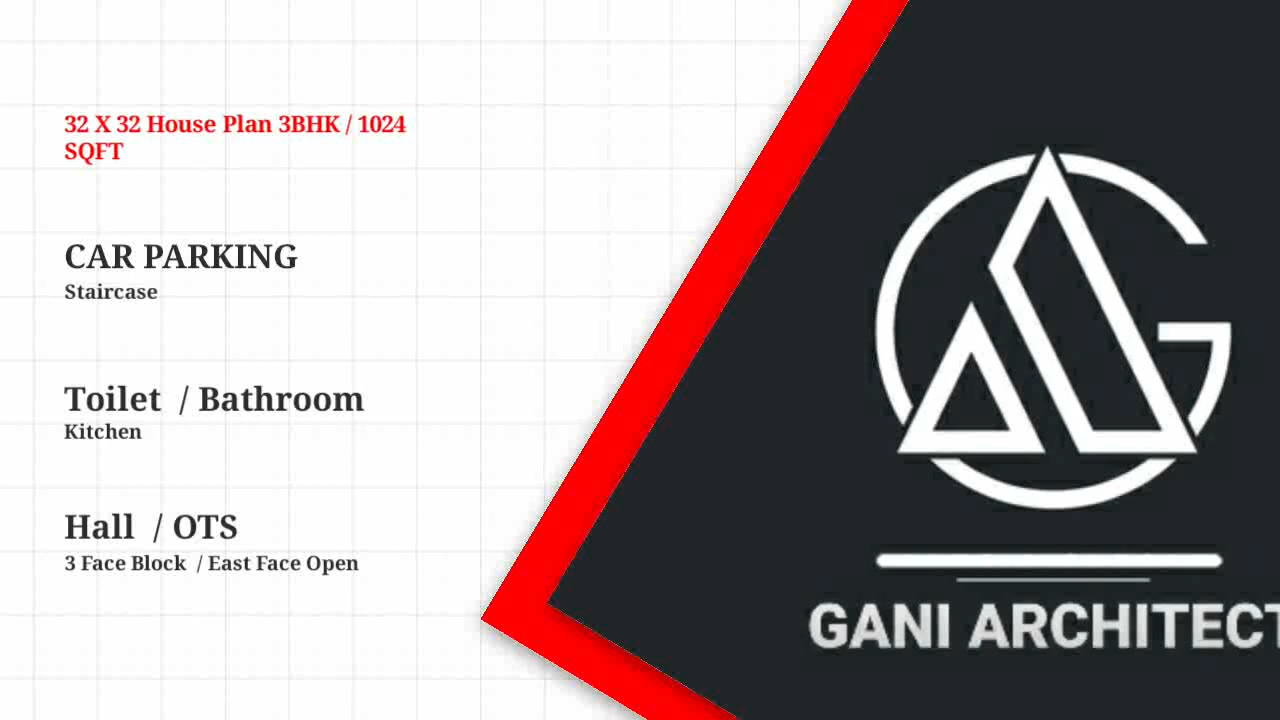 32 X 32 House Plan 3BHK / 1024
SQFT
CAR PARKING
Staircase
Toilet / Bathroom
Kitchen
Hall / OTS
3 Face Block / East Face Open
GANI ARCHITECT